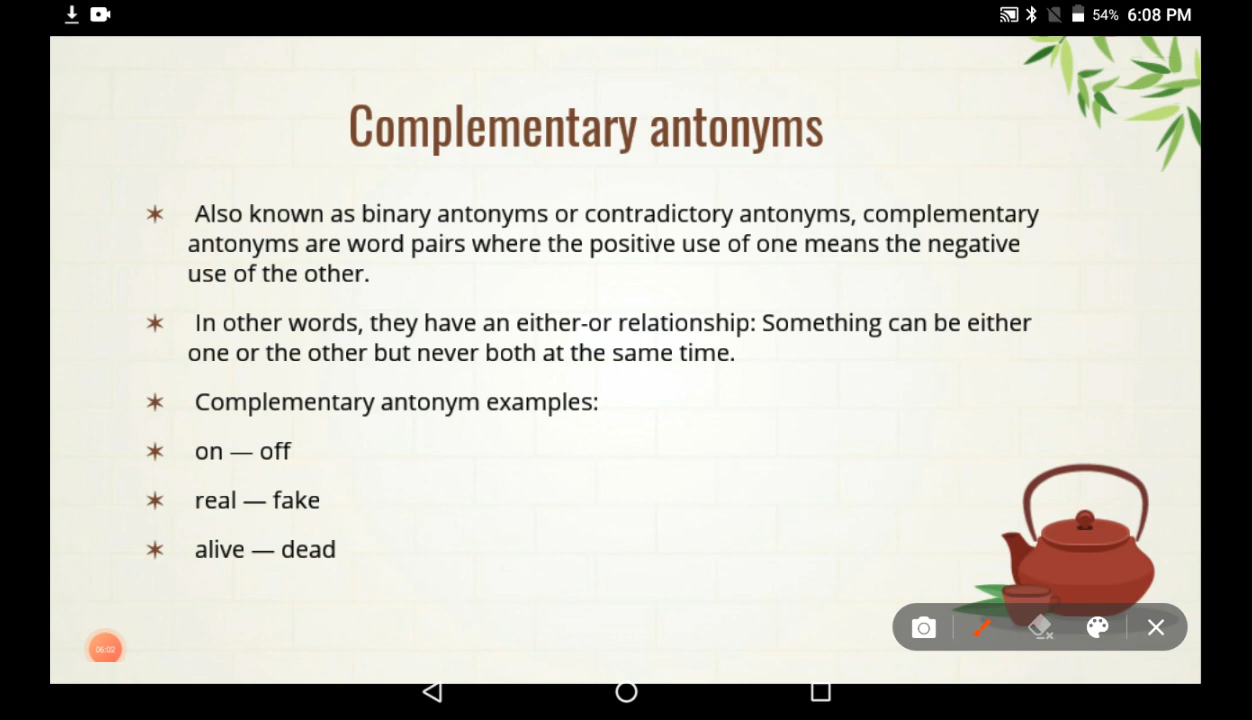 54% 6:08 PM
Complementary antonyms
✶ Also known as binary antonyms or contradictory antonyms, complementary
antonyms are word pairs where the positive use of one means the negative
use of the other.
✶ In other words, they have an either-or relationship: Something can be either
one or the other but never both at the same time.
✶ Complementary antonym examples:
✶ on — off
✶ real — fake
✶ alive — dead
06:02